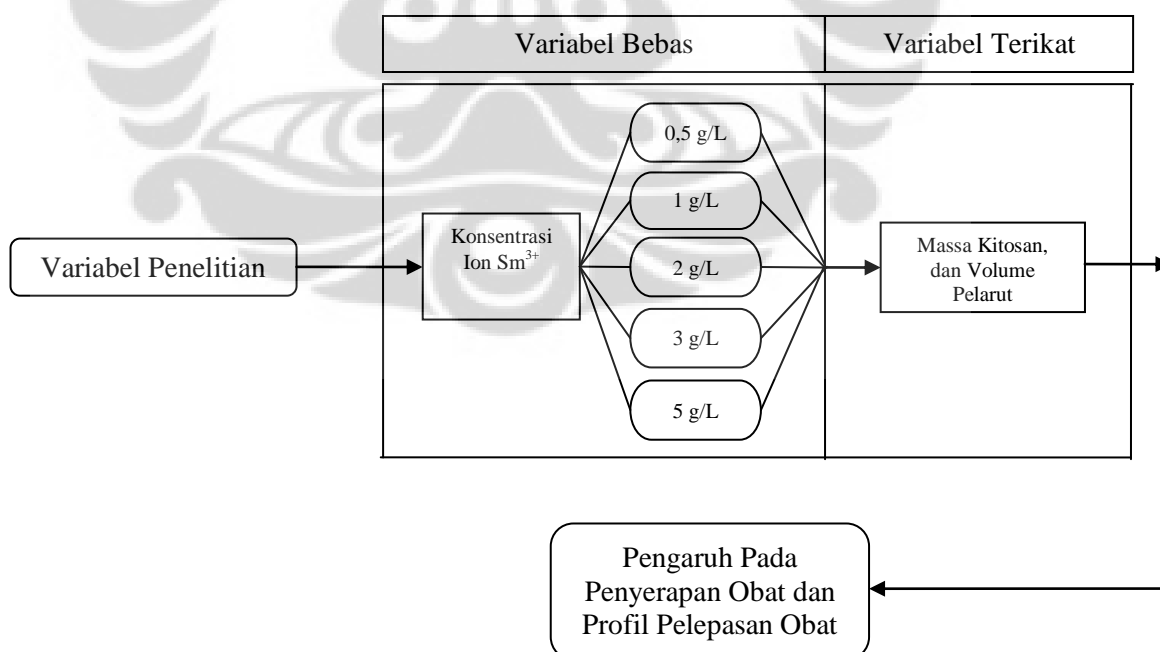 Variabel Bebas
Variabel Terikat
Variabel Penelitian
Konsentrasi
Ion Sm³⁺
0,5 g/L
1 g/L
2 g/L
3 g/L
5 g/L
Massa Kitosan,
dan Volume
Pelarut
Pengaruh Pada
Penyerapan Obat dan
Profil Pelepasan Obat